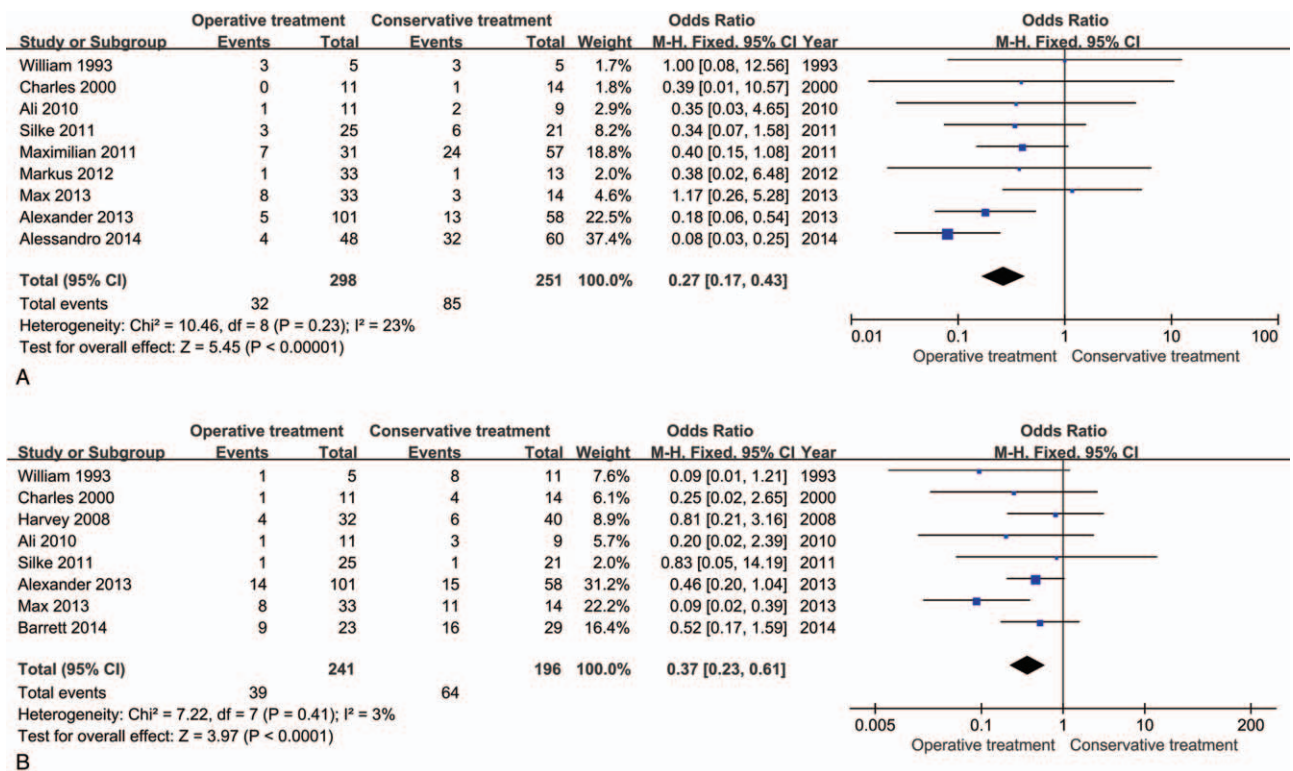 Operative treatment Conservative treatment Odds Ratio Odds Ratio
Study or Subgroup Events Total Events Total Weight M-H. Fixed. 95% CI Year M-H. Fixed. 95% CI
William 1993 3 5 3 5 1.7% 1.00 [0.08, 12.56] 1993
Charles 2000 0 11 1 14 1.8% 0.39 [0.01, 10.57] 2000
Ali 2010 1 11 2 9 2.9% 0.35 [0.03, 4.65] 2010
Silke 2011 3 25 6 21 8.2% 0.34 [0.07, 1.58] 2011
Maximilian 2011 7 31 24 57 18.8% 0.40 [0.15, 1.08] 2011
Markus 2012 1 33 1 13 2.0% 0.38 [0.02, 6.48] 2012
Max 2013 8 33 3 14 4.6% 1.17 [0.26, 5.28] 2013
Alexander 2013 5 101 13 58 22.5% 0.18 [0.06, 0.54] 2013
Alessandro 2014 4 48 32 60 37.4% 0.08 [0.03, 0.25] 2014
Total (95% CI) 298 251 100.0% 0.27 [0.17, 0.43]
Total events 32 85
Heterogeneity: Chi² = 10.46, df = 8 (P = 0.23); I² = 23%
Test for overall effect: Z = 5.45 (P < 0.00001)
0.01 0.1 1 10 100
Operative treatment Conservative treatment
A
Operative treatment Conservative treatment Odds Ratio Odds Ratio
Study or Subgroup Events Total Events Total Weight M-H. Fixed. 95% CI Year M-H. Fixed. 95% CI
William 1993 1 5 8 11 7.6% 0.09 [0.01, 1.21] 1993
Charles 2000 1 11 4 14 6.1% 0.25 [0.02, 2.65] 2000
Harvey 2008 4 32 6 40 8.9% 0.81 [0.21, 3.16] 2008
Ali 2010 1 11 3 9 5.7% 0.20 [0.02, 2.39] 2010
Silke 2011 1 25 1 21 2.0% 0.83 [0.05, 14.19] 2011
Alexander 2013 14 101 15 58 31.2% 0.46 [0.20, 1.04] 2013
Max 2013 8 33 11 14 22.2% 0.09 [0.02, 0.39] 2013
Barrett 2014 9 23 16 29 16.4% 0.52 [0.17, 1.59] 2014
Total (95% CI) 241 196 100.0% 0.37 [0.23, 0.61]
Total events 39 64
Heterogeneity: Chi² = 7.22, df = 7 (P = 0.41); I² = 3%
Test for overall effect: Z = 3.97 (P < 0.0001)
0.005 0.1 1 10 200
Operative treatment Conservative treatment
B